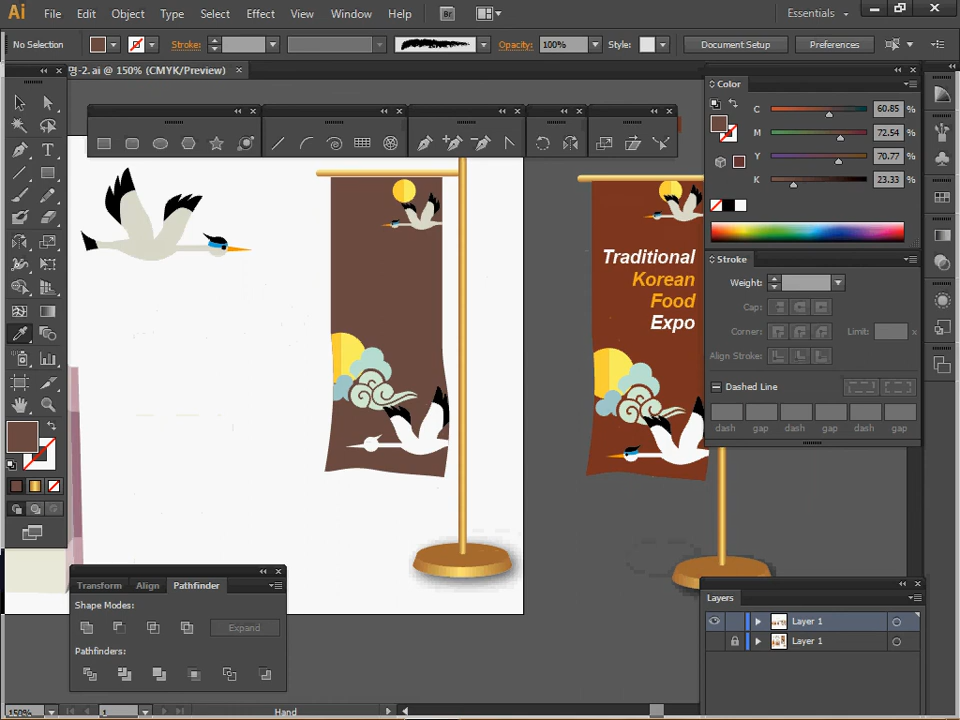 Ai File Edit Object Type Select Effect View Window Help Br Essentials
No Selection Stroke: Opacity: 100% Style: Document Setup Preferences
명-2.ai @ 150% (CMYK/Preview) ×
Color
C 60.85 %
M 72.54 %
Y 70.77 %
K 23.33 %
Stroke
Weight:
Cap:
Corner: Limit: x
Align Stroke:
Dashed Line
dash gap dash gap dash gap
Traditional
Korean
Food
Expo
Transform Align Pathfinder
Shape Modes:
Expand
Pathfinders:
Layers
Layer 1
Layer 1
150% 1 Hand